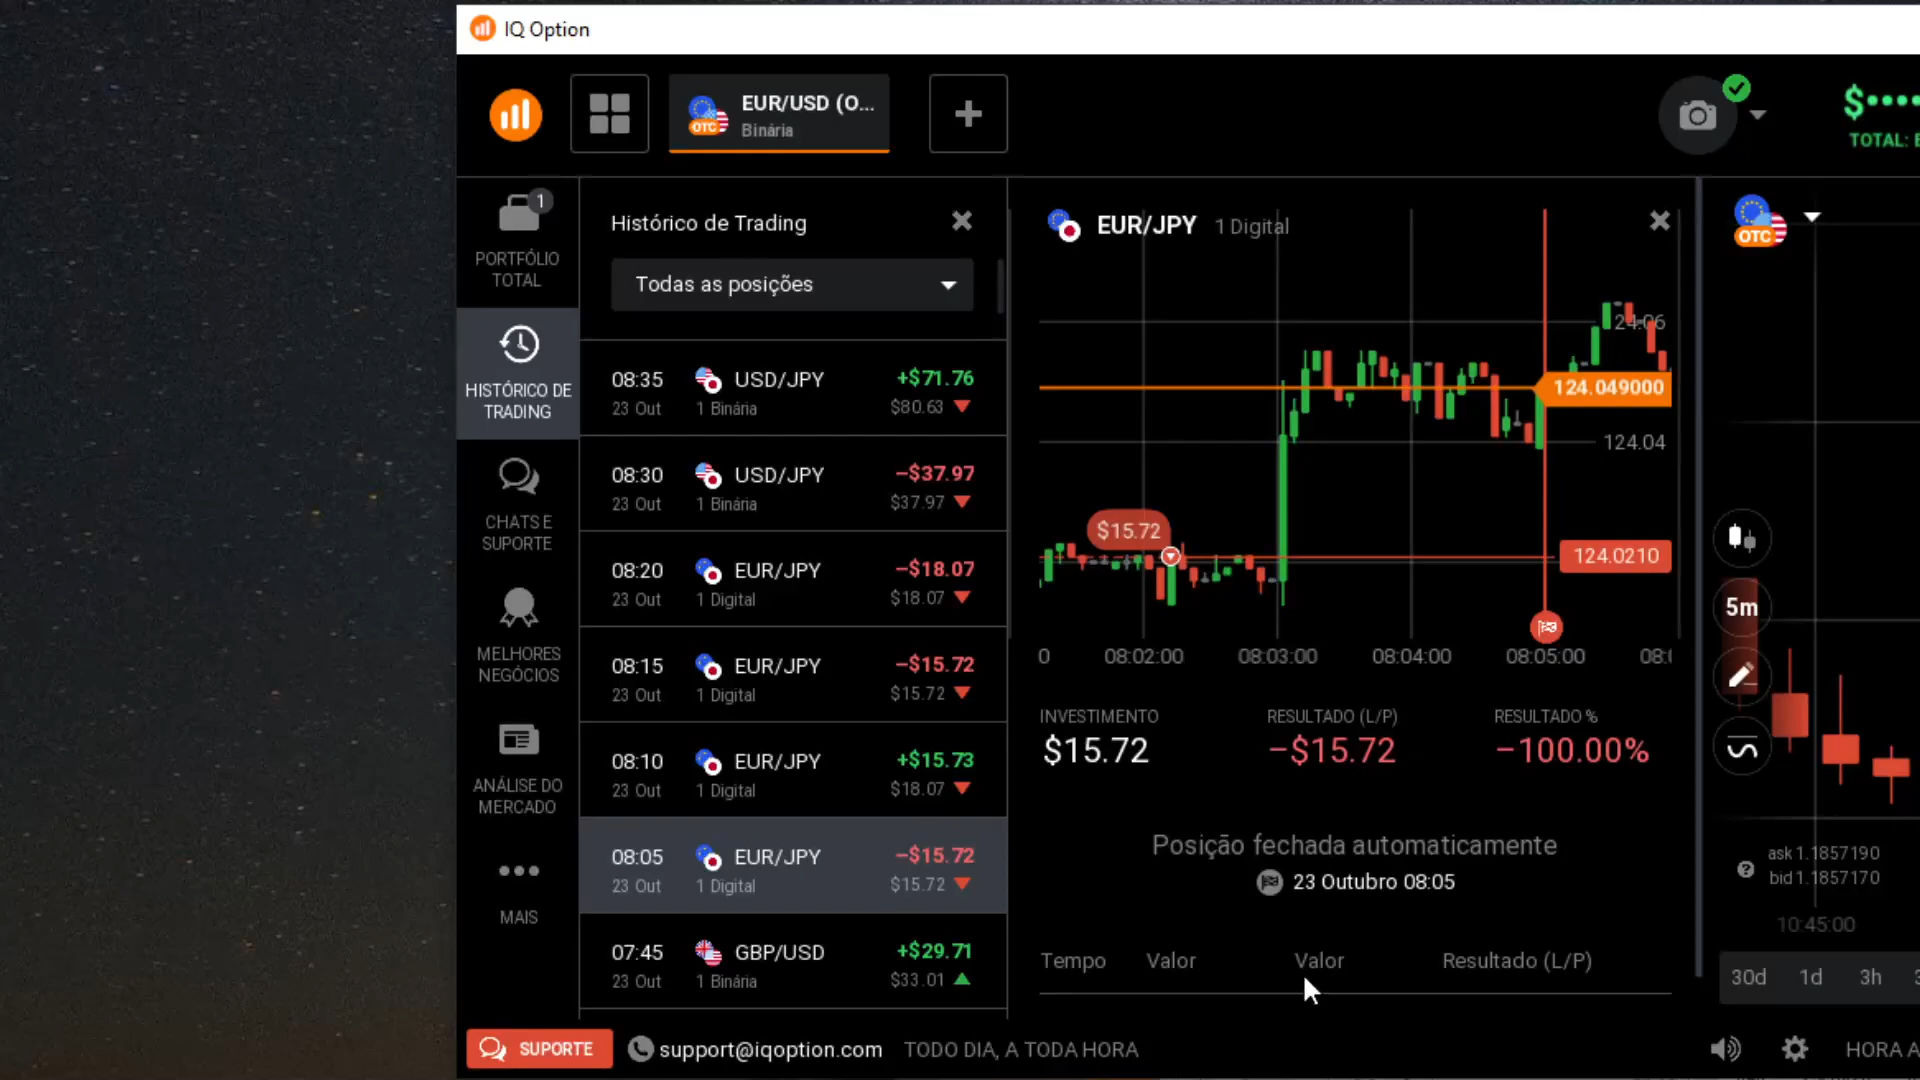 IQ Option
EUR/USD (O...
Binária
OTC
$••••
TOTAL:
1
PORTFÓLIO
TOTAL
HISTÓRICO DE
TRADING
CHATS E
SUPORTE
MELHORES
NEGÓCIOS
ANÁLISE DO
MERCADO
MAIS
Histórico de Trading
Todas as posições
08:35 USD/JPY +$71.76
23 Out 1 Binária $80.63
08:30 USD/JPY −$37.97
23 Out 1 Binária $37.97
08:20 EUR/JPY −$18.07
23 Out 1 Digital $18.07
08:15 EUR/JPY −$15.72
23 Out 1 Digital $15.72
08:10 EUR/JPY +$15.73
23 Out 1 Digital $18.07
08:05 EUR/JPY −$15.72
23 Out 1 Digital $15.72
07:45 GBP/USD +$29.71
23 Out 1 Binária $33.01
EUR/JPY 1 Digital
24.06
124.049000
124.04
$15.72
124.0210
0 08:02:00 08:03:00 08:04:00 08:05:00 08:0
INVESTIMENTO RESULTADO (L/P) RESULTADO %
$15.72 −$15.72 −100.00%
Posição fechada automaticamente
23 Outubro 08:05
Tempo Valor Valor Resultado (L/P)
OTC
5m
ask 1.1857190
bid 1.1857170
10:45:00
30d 1d 3h
SUPORTE support@iqoption.com TODO DIA, A TODA HORA
HORA A